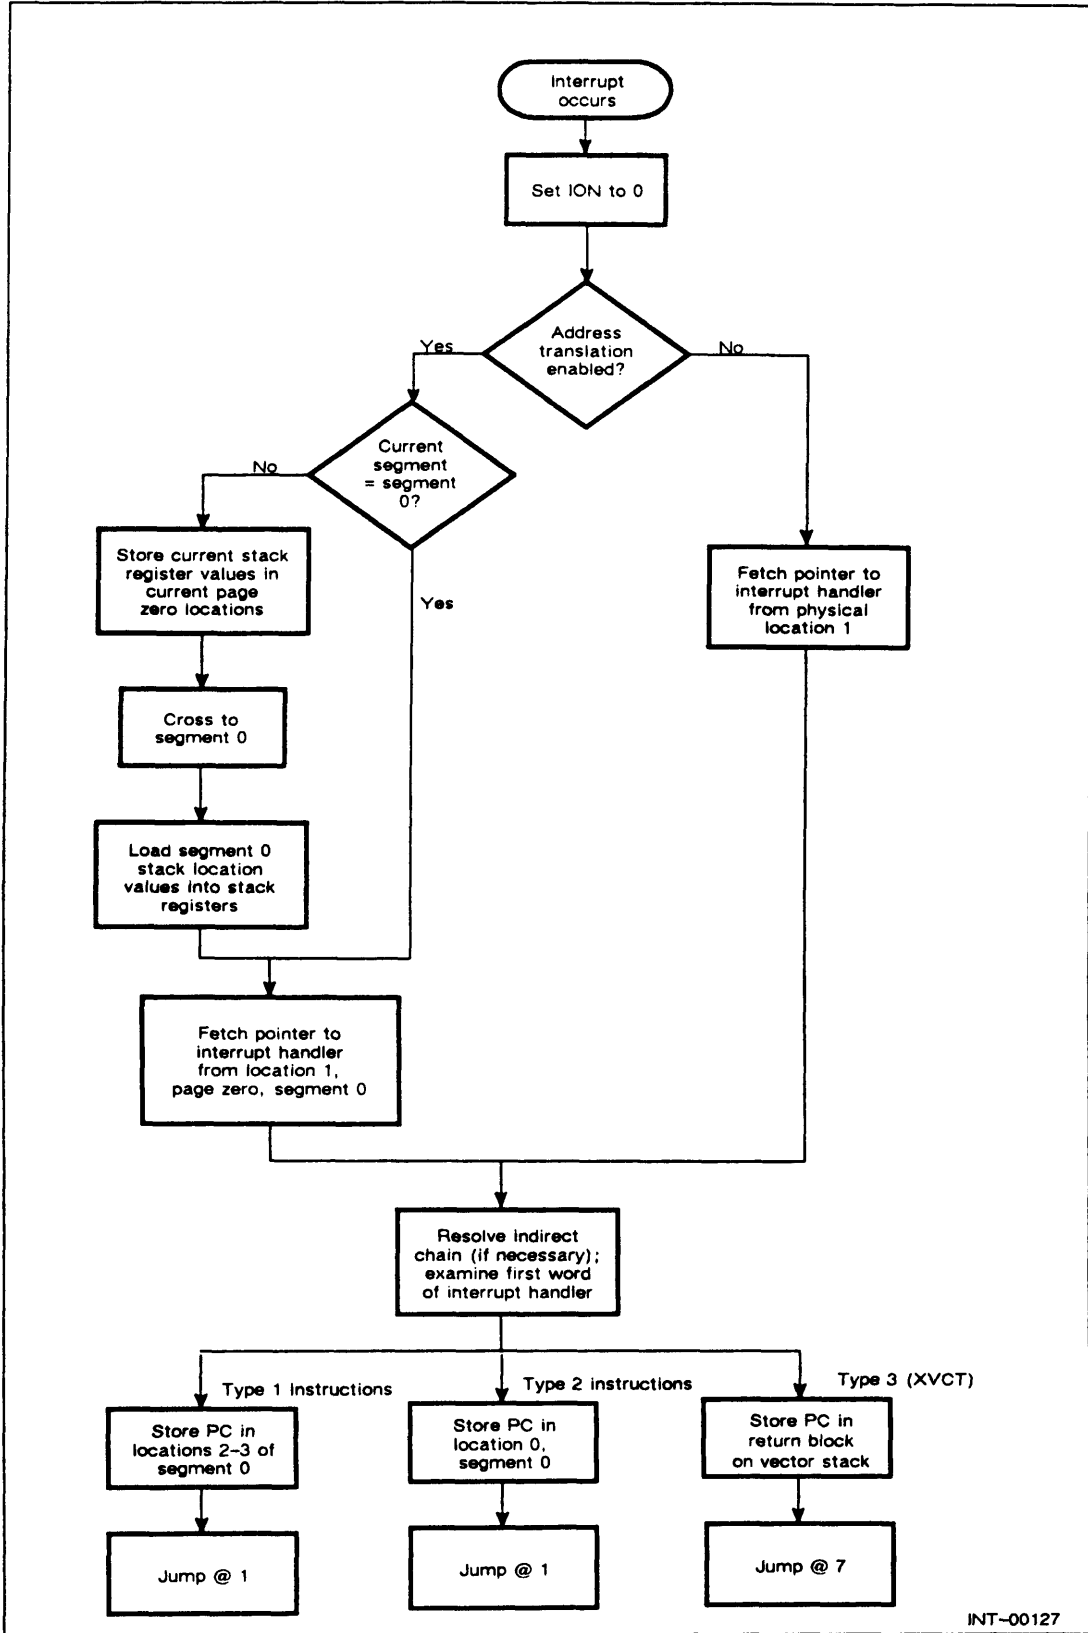 Interrupt
occurs
Set ION to 0
Address
translation
enabled?
Yes
No
Current
segment
= segment
0?
No
Yes
Store current stack
register values in
current page
zero locations
Fetch pointer to
interrupt handler
from physical
location 1
Cross to
segment 0
Load segment 0
stack location
values into stack
registers
Fetch pointer to
interrupt handler
from location 1,
page zero, segment 0
Resolve indirect
chain (if necessary);
examine first word
of interrupt handler
Type 1 Instructions
Type 2 instructions
Type 3 (XVCT)
Store PC in
locations 2-3 of
segment 0
Store PC in
location 0,
segment 0
Store PC in
return block
on vector stack
Jump @ 1
Jump @ 1
Jump @ 7
INT-00127